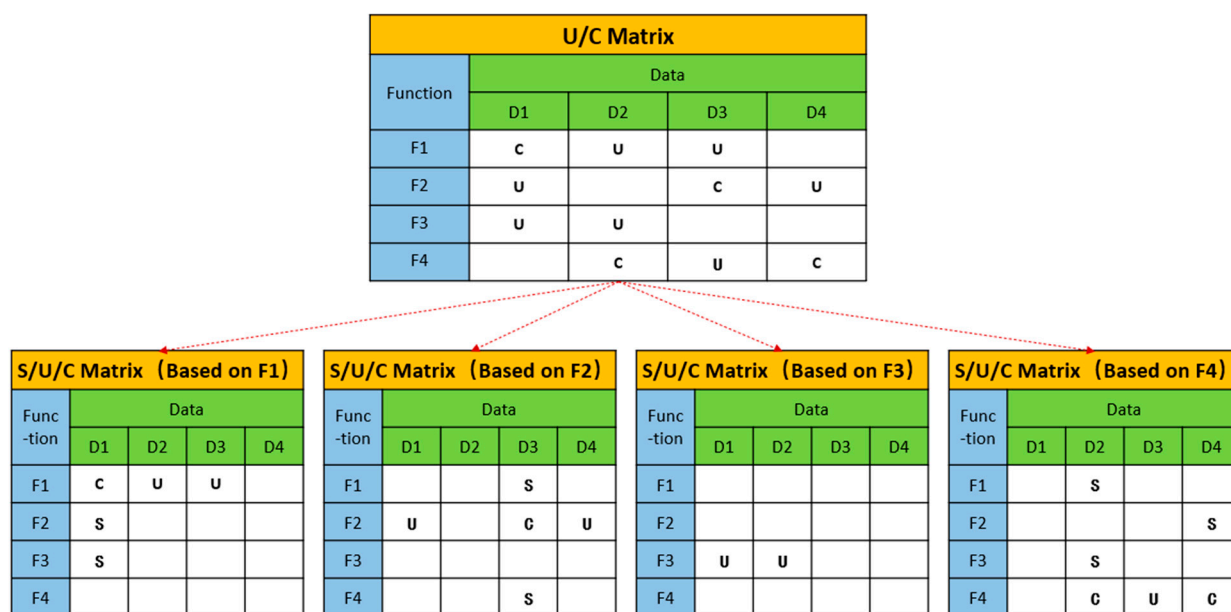 U/C Matrix
Function
Data
D1 D2 D3 D4
F1 C U U
F2 U C U
F3 U U
F4 C U C
S/U/C Matrix（Based on F1）
Func
-tion
Data
D1 D2 D3 D4
F1 C U U
F2 S
F3 S
F4
S/U/C Matrix（Based on F2）
Func
-tion
Data
D1 D2 D3 D4
F1 S
F2 U C U
F3
F4 S
S/U/C Matrix（Based on F3）
Func
-tion
Data
D1 D2 D3 D4
F1
F2
F3 U U
F4
S/U/C Matrix（Based on F4）
Func
-tion
Data
D1 D2 D3 D4
F1 S
F2 S
F3 S
F4 C U C